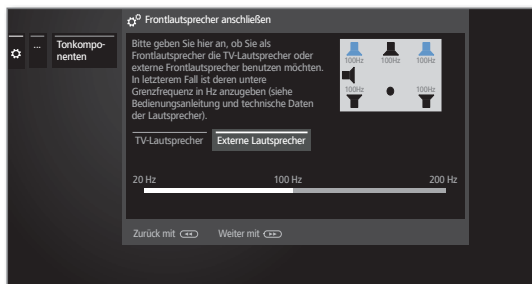 Frontlautsprecher anschließen
...
Tonkompo-
nenten
Bitte geben Sie hier an, ob Sie als
Frontlautsprecher die TV-Lautsprecher oder
externe Frontlautsprecher benutzen möchten.
In letzterem Fall ist deren untere
Grenzfrequenz in Hz anzugeben (siehe
Bedienungsanleitung und technische Daten
der Lautsprecher).
100Hz 100Hz 100Hz
100Hz 100Hz
TV-Lautsprecher Externe Lautsprecher
20 Hz 100 Hz 200 Hz
Zurück mit Weiter mit